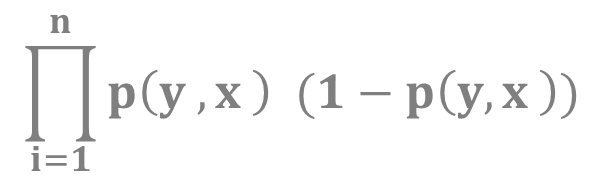 n
∏ p(y ,x ) (1 − p(y,x ))
i=1